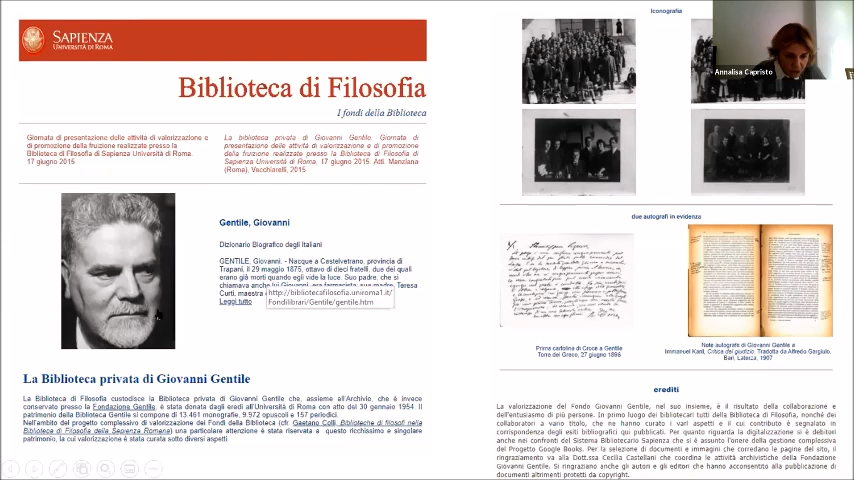 SAPIENZA
UNIVERSITÀ DI ROMA
Biblioteca di Filosofia
I fondi della Biblioteca
Giornata di presentazione delle attività di valorizzazione e
di promozione della fruizione realizzate presso la
Biblioteca di Filosofia di Sapienza Università di Roma.
17 giugno 2015
La biblioteca privata di Giovanni Gentile. Giornata di
presentazione delle attività di valorizzazione e di promozione
della fruizione realizzate presso la Biblioteca di Filosofia di
Sapienza Università di Roma, 17 giugno 2015. Atti. Manziana
(Roma), Vecchiarelli, 2015
Gentile, Giovanni
Dizionario Biografico degli Italiani
GENTILE, Giovanni. - Nacque a Castelvetrano, provincia di
Trapani, il 29 maggio 1875, ottavo di dieci fratelli, due dei quali
erano già morti quando egli vide la luce. Suo padre, che si
chiamava anche lui Giovanni, era farmacista, sua madre, Teresa
Curti, maestra
Leggi tutto
http://bibliotecafilosofia.uniroma1.it/
Fondilibrari/Gentile/gentile.htm
La Biblioteca privata di Giovanni Gentile
La Biblioteca di Filosofia custodisce la Biblioteca privata di Giovanni Gentile che, assieme all'Archivio, che è invece
conservato presso la Fondazione Gentile, è stata donata dagli eredi all'Università di Roma con atto del 30 gennaio 1954. Il
patrimonio della Biblioteca Gentile si compone di 13.461 monografie, 9.972 opuscoli e 157 periodici.
Nell'ambito del progetto complessivo di valorizzazione dei Fondi della Biblioteca (cfr. Gaetano Colli, Biblioteche di filosofi nella
Biblioteca di Filosofia della Sapienza Romana) una particolare attenzione è stata riservata a questo ricchissimo e singolare
patrimonio, la cui valorizzazione è stata curata sotto diversi aspetti
Iconografia
Annalisa Capristo
due autografi in evidenza
Prima cartolina di Croce a Gentile
Torre del Greco, 27 giugno 1896
Note autografe di Giovanni Gentile a
Immanuel Kant, Critica del giudizio. Tradotta da Alfredo Gargiulo,
Bari, Laterza, 1907
crediti
La valorizzazione del Fondo Giovanni Gentile, nel suo insieme, è il risultato della collaborazione e
dell'entusiasmo di più persone. In primo luogo dei bibliotecari tutti della Biblioteca di Filosofia, nonché dei
collaboratori a vario titolo, che ne hanno curato i vari aspetti e il cui contributo è segnalato in
corrispondenza degli esiti bibliografici qui pubblicati. Per quanto riguarda la digitalizzazione si è debitori
anche nei confronti del Sistema Bibliotecario Sapienza che si è assunto l'onere della gestione complessiva
del Progetto Google Books. Per la selezione di documenti e immagini che corredano le pagine del sito, il
ringraziamento va alla Dott.ssa Cecilia Castellani che coordina le attività archivistiche della Fondazione
Giovanni Gentile. Si ringraziano anche gli autori e gli editori che hanno acconsentito alla pubblicazione di
documenti altrimenti protetti da copyright.